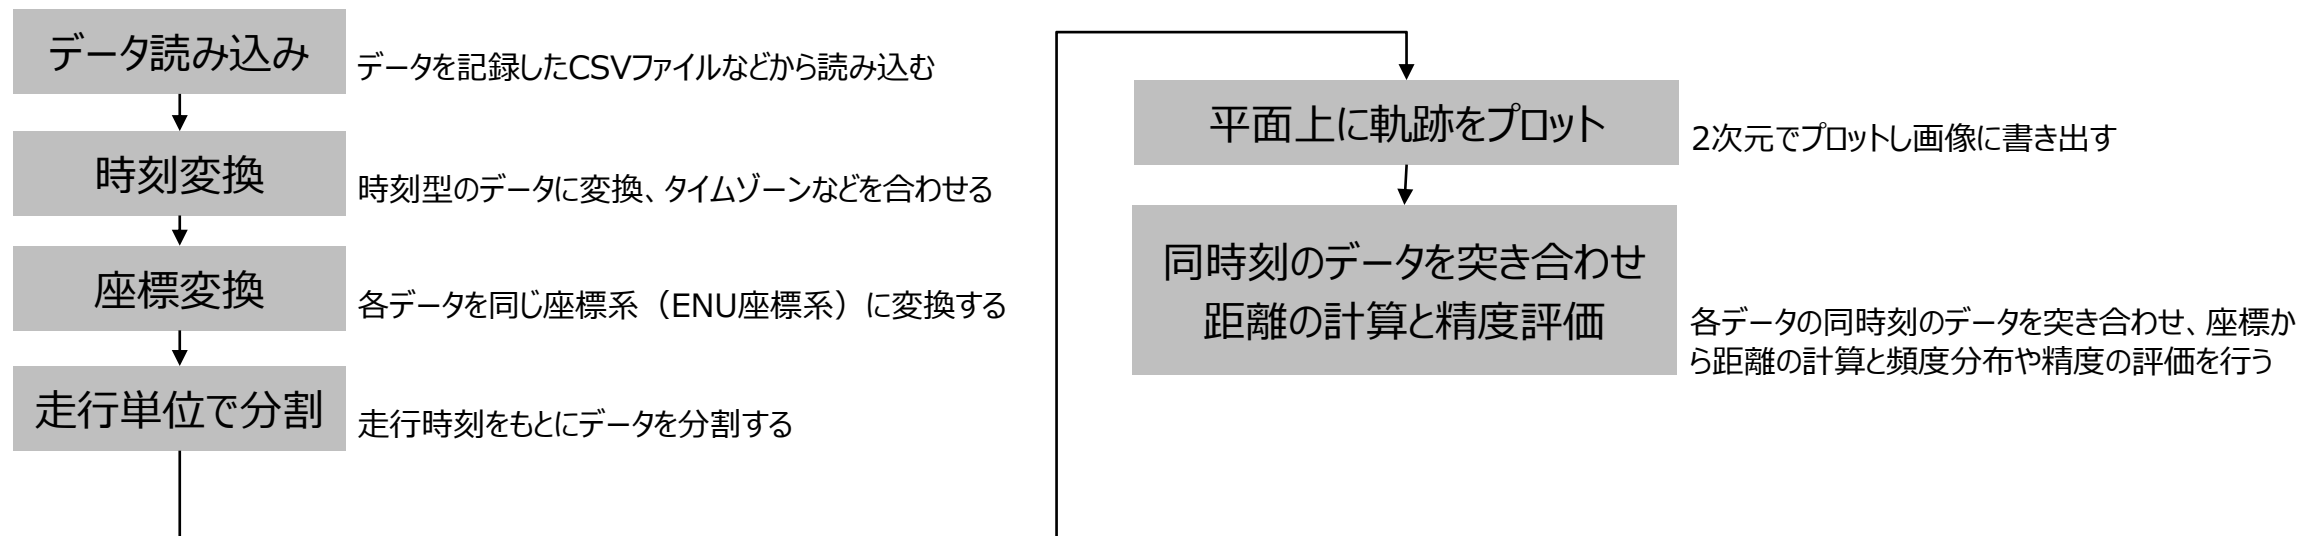 データ読み込み
データを記録したCSVファイルなどから読み込む
時刻変換
時刻型のデータに変換、タイムゾーンなどを合わせる
座標変換
各データを同じ座標系（ENU座標系）に変換する
走行単位で分割
走行時刻をもとにデータを分割する
平面上に軌跡をプロット
2次元でプロットし画像に書き出す
同時刻のデータを突き合わせ
距離の計算と精度評価
各データの同時刻のデータを突き合わせ、座標か
ら距離の計算と頻度分布や精度の評価を行う